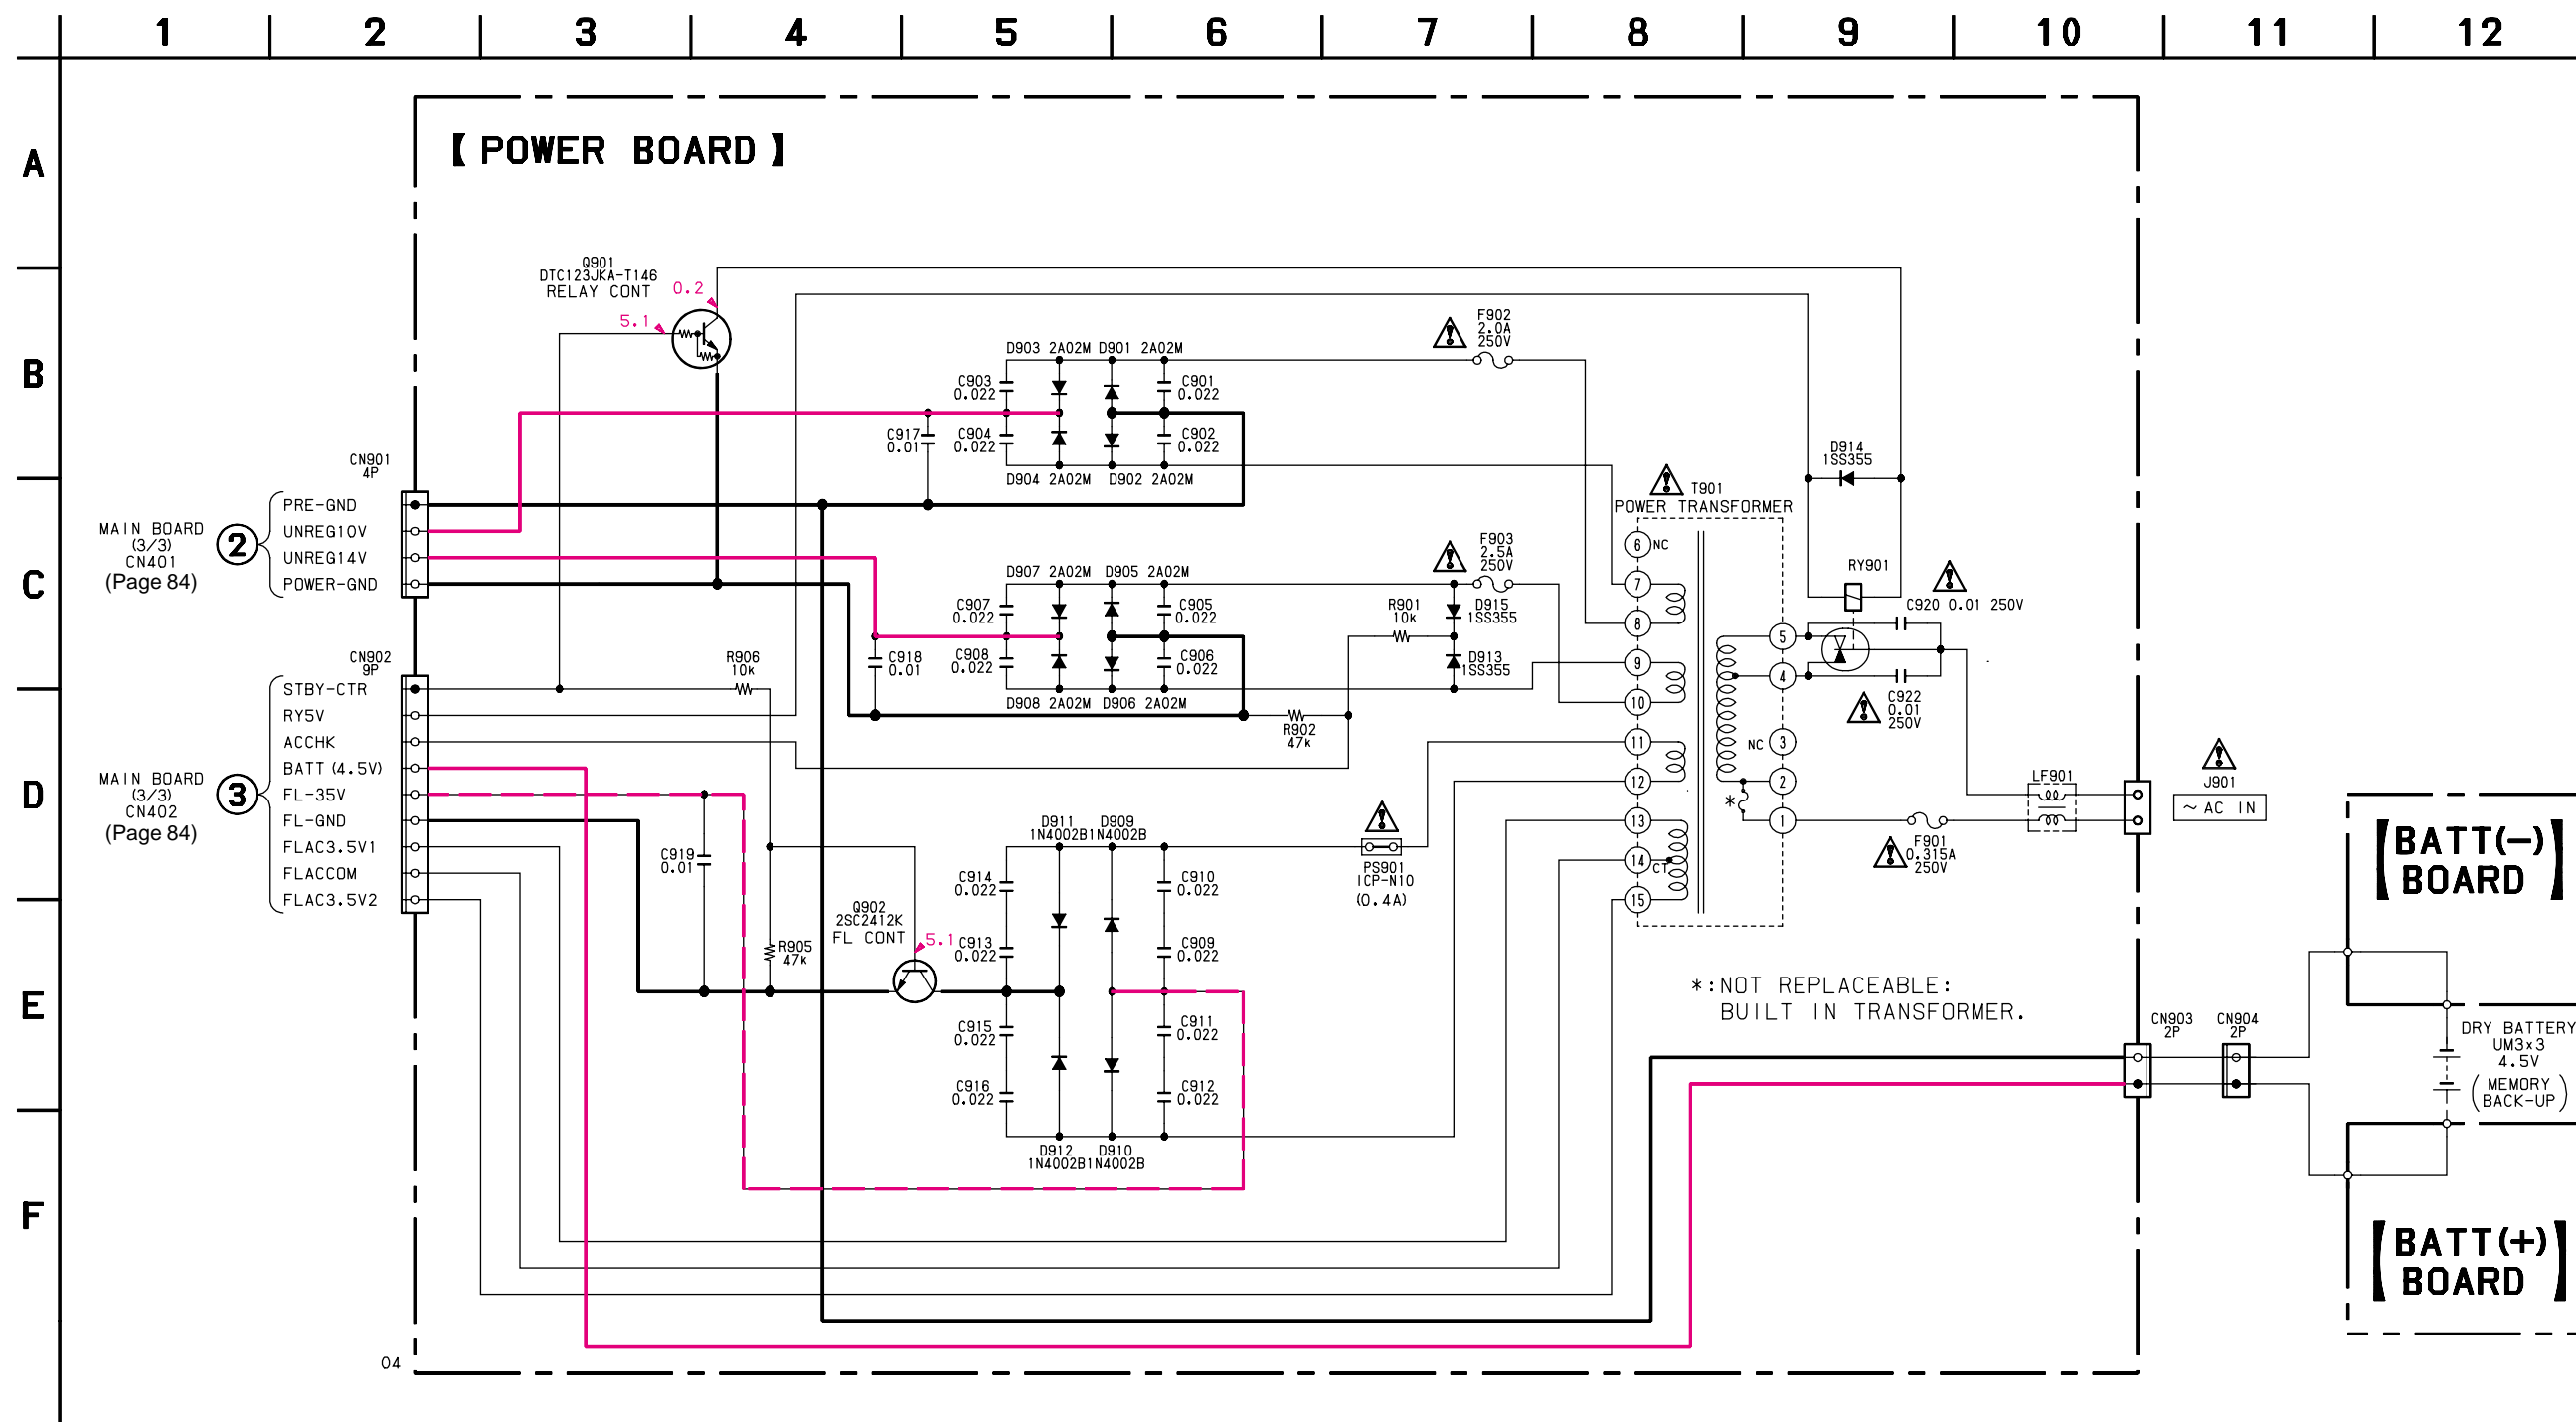 1 2 3 4 5 6 7 8 9 10 11 12
A
B
C
D
E
F
【 POWER BOARD 】
Q901
DTC123JKA-T146
RELAY CONT
0.2
5.1
F902
2.0A
250V
D903 2A02M D901 2A02M
C903
0.022
C901
0.022
C917
0.01
C904
0.022
C902
0.022
D904 2A02M D902 2A02M
D914
1SS355
CN901
4P
T901
POWER TRANSFORMER
PRE-GND
UNREG10V
UNREG14V
POWER-GND
MAIN BOARD
(3/3)
CN401
(Page 84)
2
F903
2.5A
250V
6 NC
7
8
9
10
11
12
13
14 CT
15
5
4
NC 3
2
1
*
RY901
C920 0.01 250V
D907 2A02M D905 2A02M
C907
0.022
C905
0.022
R901
10k
D915
1SS355
C918
0.01
C908
0.022
C906
0.022
D913
1SS355
D908 2A02M D906 2A02M
C922
0.01
250V
R902
47k
CN902
9P
R906
10k
STBY-CTR
RY5V
ACCHK
BATT (4.5V)
FL-35V
FL-GND
FLAC3.5V1
FLACCOM
FLAC3.5V2
MAIN BOARD
(3/3)
CN402
(Page 84)
3
LF901
J901
~ AC IN
F901
0.315A
250V
D911 D909
1N4002B1N4002B
C919
0.01
C914
0.022
C910
0.022
PS901
ICP-N10
(0.4A)
Q902
2SC2412K
FL CONT
5.1
R905
47k
C913
0.022
C909
0.022
C915
0.022
C911
0.022
C916
0.022
C912
0.022
D912 D910
1N4002B1N4002B
*:NOT REPLACEABLE:
BUILT IN TRANSFORMER.
【BATT(−)
BOARD 】
CN903
2P
CN904
2P
DRY BATTERY
UM3×3
4.5V
(MEMORY
BACK-UP)
【BATT(+)
BOARD】
04